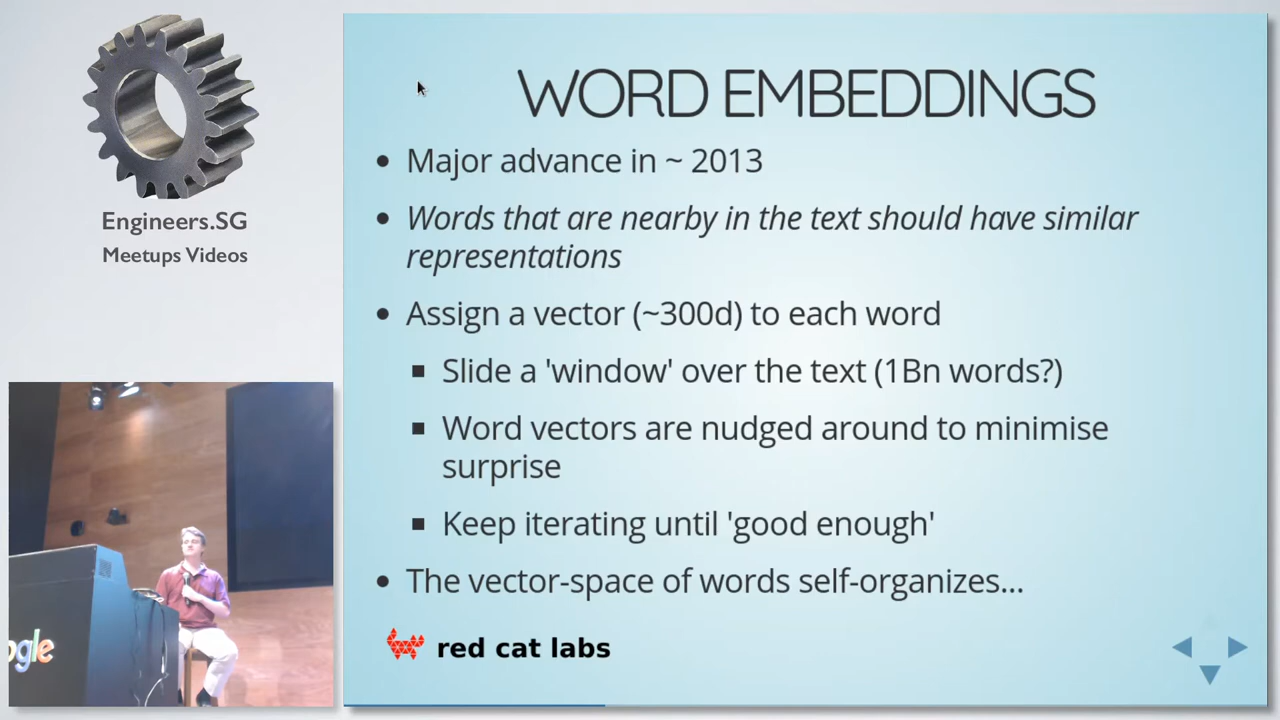 Engineers.SG
Meetups Videos
WORD EMBEDDINGS
Major advance in ~ 2013
Words that are nearby in the text should have similar
representations
Assign a vector (~300d) to each word
Slide a 'window' over the text (1Bn words?)
Word vectors are nudged around to minimise
surprise
Keep iterating until 'good enough'
The vector-space of words self-organizes...
red cat labs
ogle